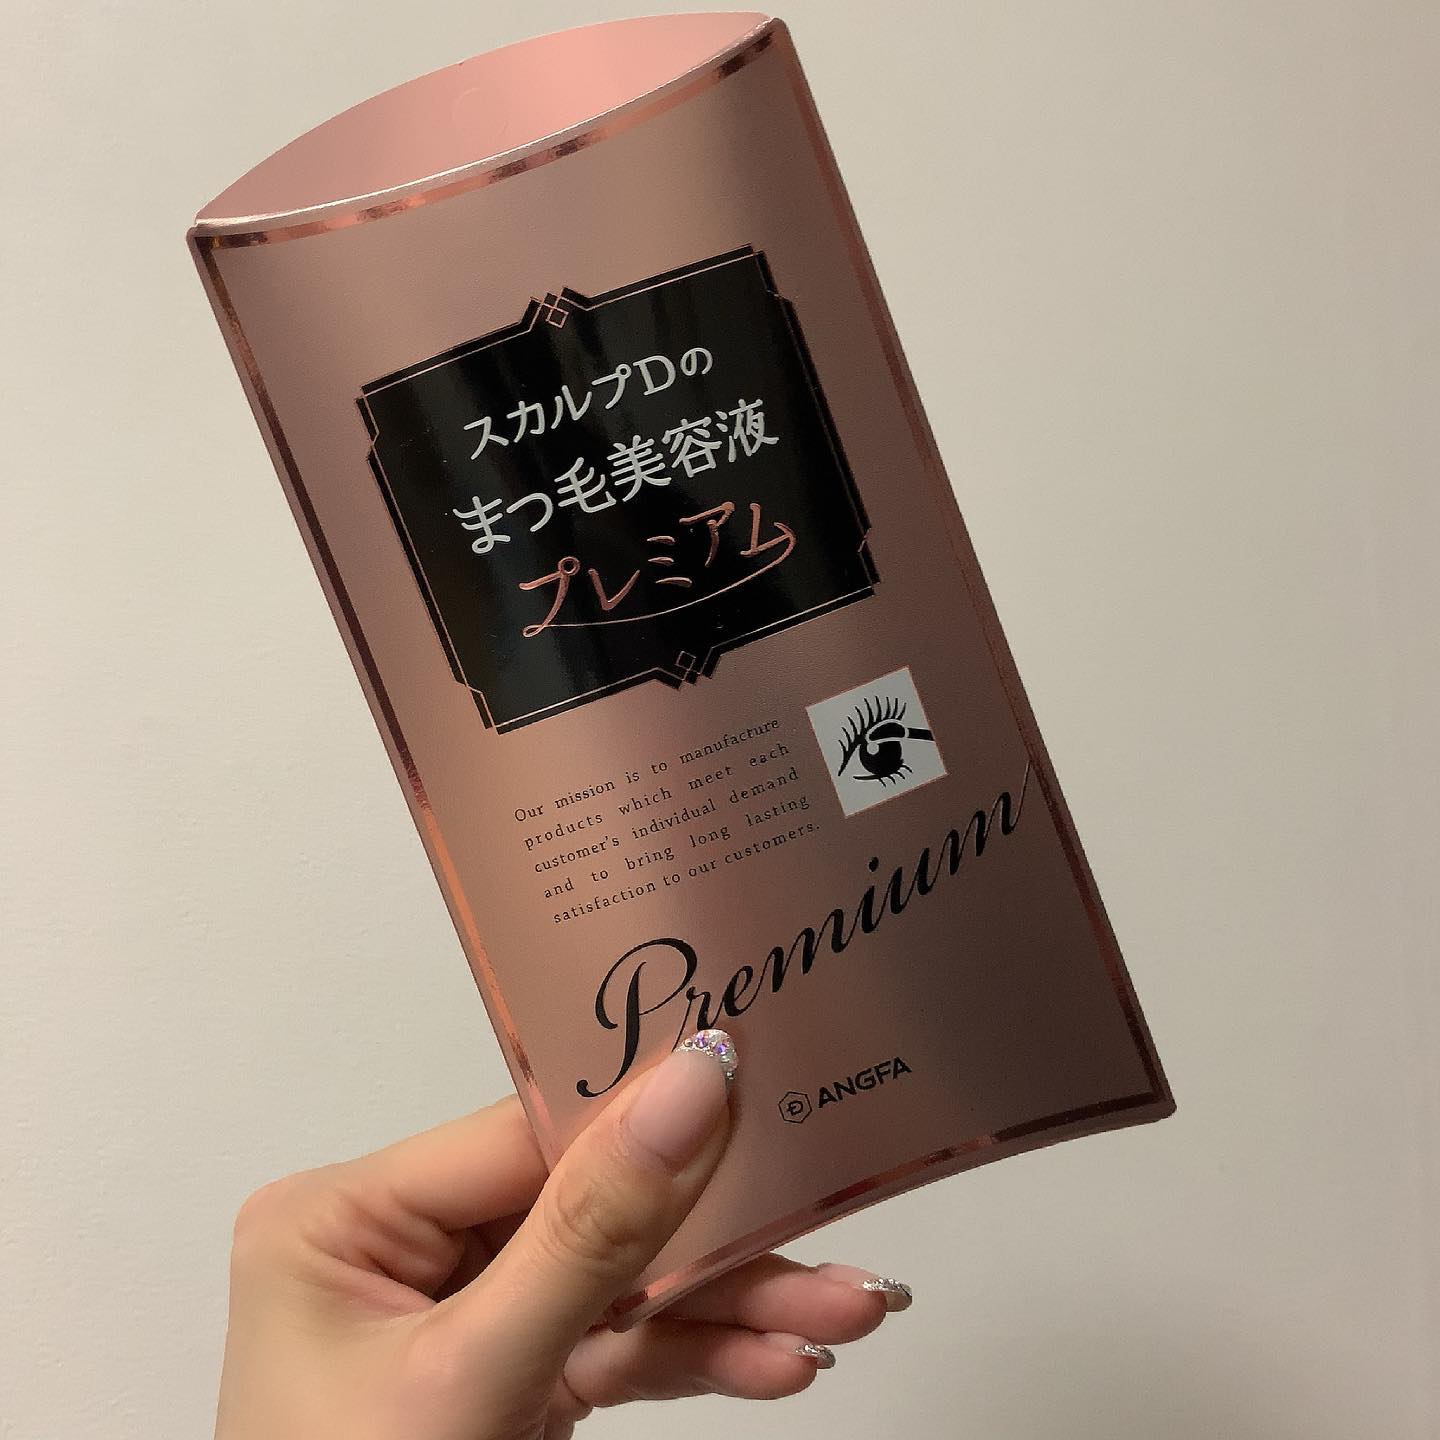 スカルプDの
まつ毛美容液
プレミアム
Our mission is to manufacture
products which meet each
customer's individual demand
and to bring long lasting
satisfaction to our customers.
Premium
ANGFA